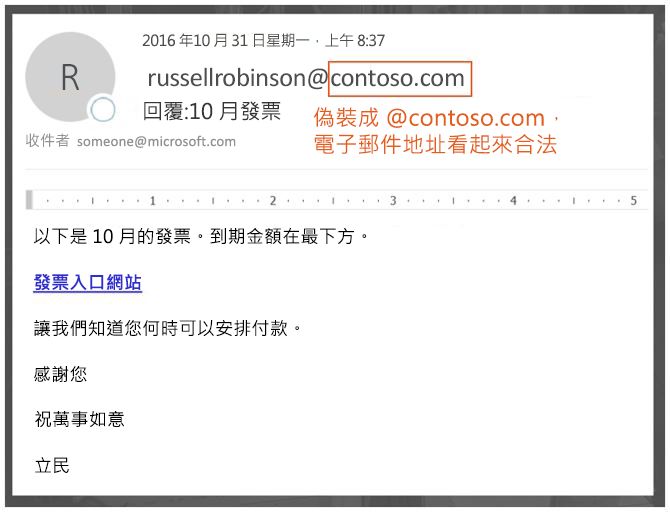 2016 年10 月 31 日星期一，上午 8:37
R
russellrobinson@contoso.com
回覆:10 月發票
偽裝成 @contoso.com，
電子郵件地址看起來合法
收件者 someone@microsoft.com
1 2 3 4 5
以下是 10 月的發票。到期金額在最下方。
發票入口網站
讓我們知道您何時可以安排付款。
感謝您
祝萬事如意
立民